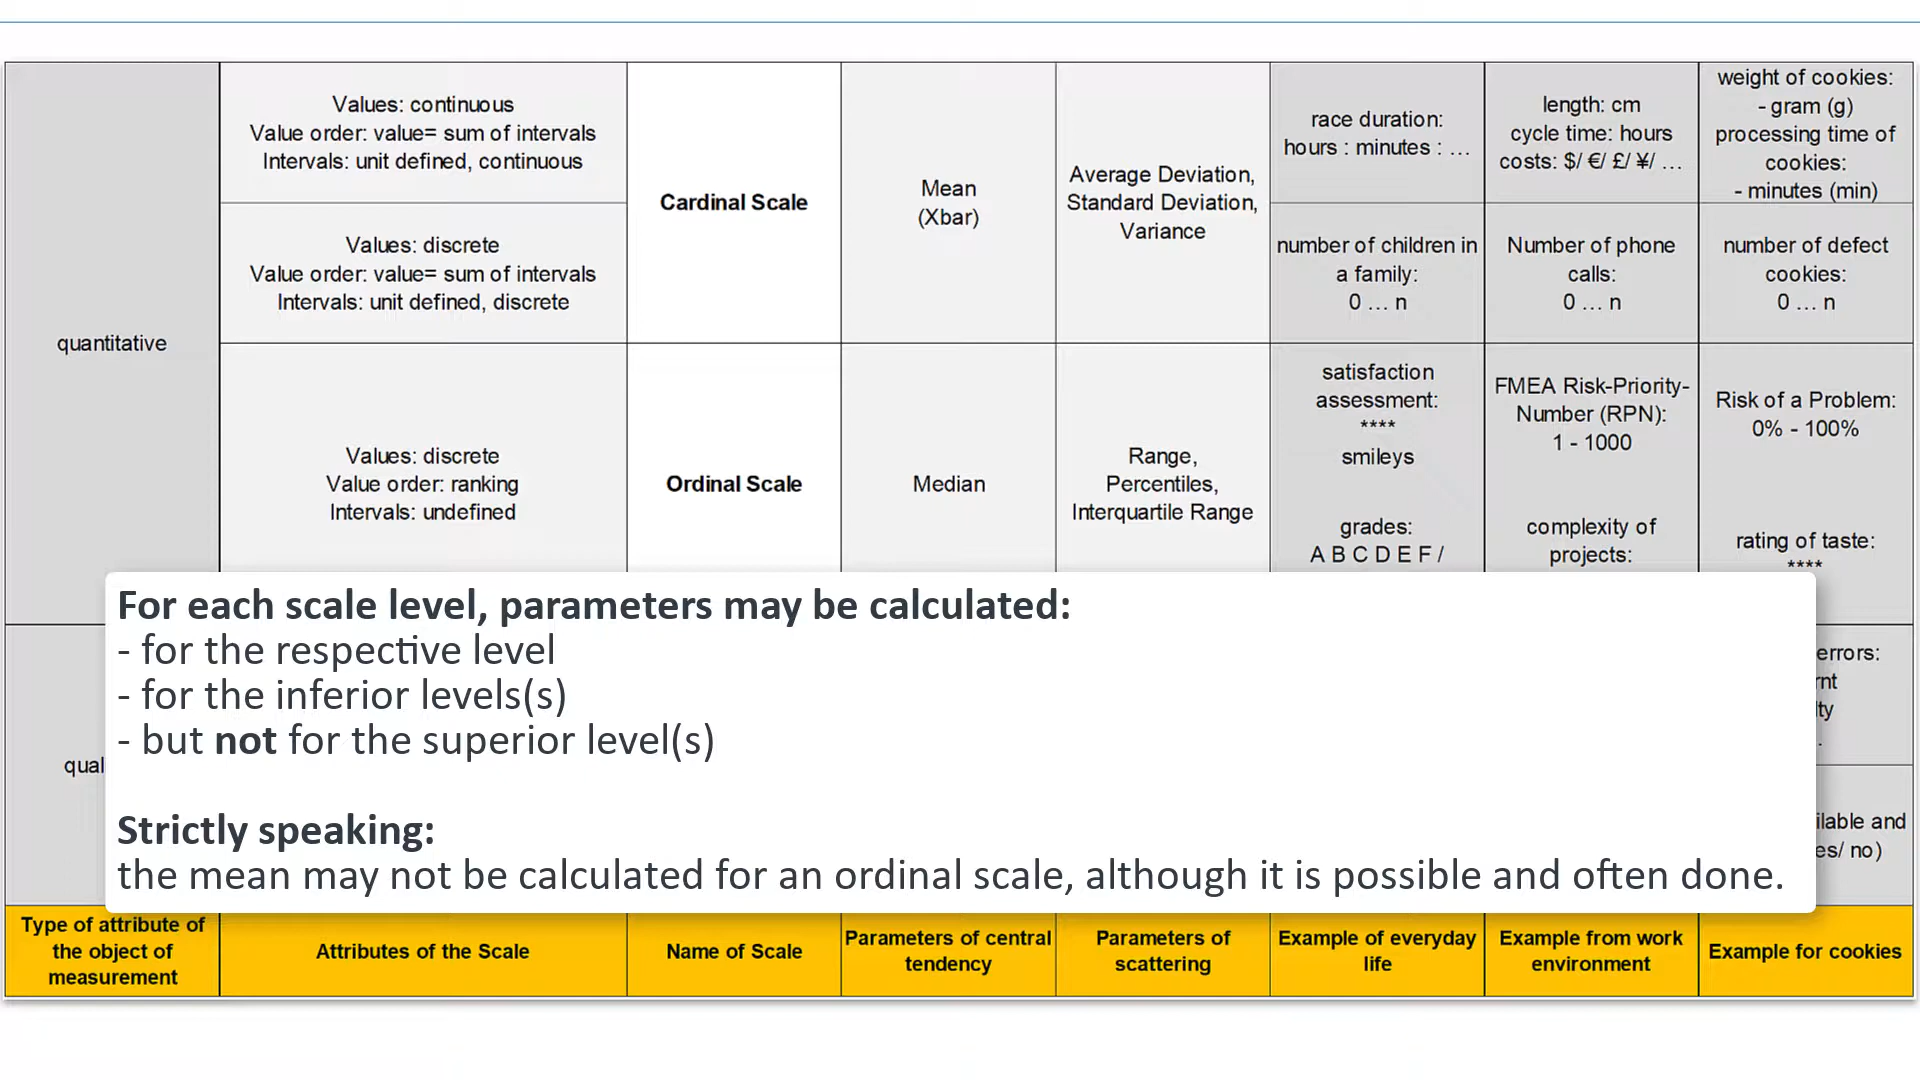 Values: continuous
Value order: value= sum of intervals
Intervals: unit defined, continuous
Cardinal Scale
Mean
(Xbar)
Average Deviation,
Standard Deviation,
Variance
race duration:
hours : minutes : …
length: cm
cycle time: hours
costs: $/ €/ £/ ¥/ …
weight of cookies:
- gram (g)
processing time of
cookies:
- minutes (min)
Values: discrete
Value order: value= sum of intervals
Intervals: unit defined, discrete
number of children in
a family:
0 … n
Number of phone
calls:
0 … n
number of defect
cookies:
0 … n
quantitative
Values: discrete
Value order: ranking
Intervals: undefined
Ordinal Scale
Median
Range,
Percentiles,
Interquartile Range
satisfaction
assessment:
****
smileys
grades:
A B C D E F /
FMEA Risk-Priority-
Number (RPN):
1 - 1000
complexity of
projects:
Risk of a Problem:
0% - 100%
rating of taste:
****
For each scale level, parameters may be calculated:
- for the respective level
- for the inferior levels(s)
- but not for the superior level(s)
Strictly speaking:
the mean may not be calculated for an ordinal scale, although it is possible and often done.
errors:
and
no)
Type of attribute of
the object of
measurement
Attributes of the Scale
Name of Scale
Parameters of central
tendency
Parameters of
scattering
Example of everyday
life
Example from work
environment
Example for cookies